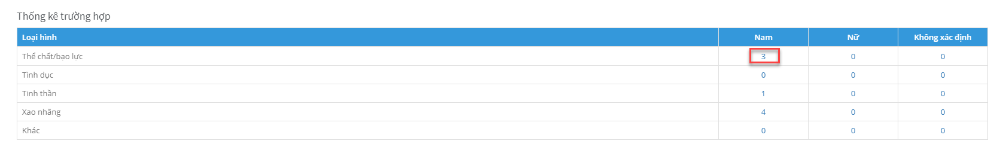 Thống kê trường hợp
Loại hình Nam Nữ Không xác định
Thể chất/bạo lực 3 0 0
Tình dục 0 0 0
Tinh thần 1 0 0
Xao nhãng 4 0 0
Khác 0 0 0